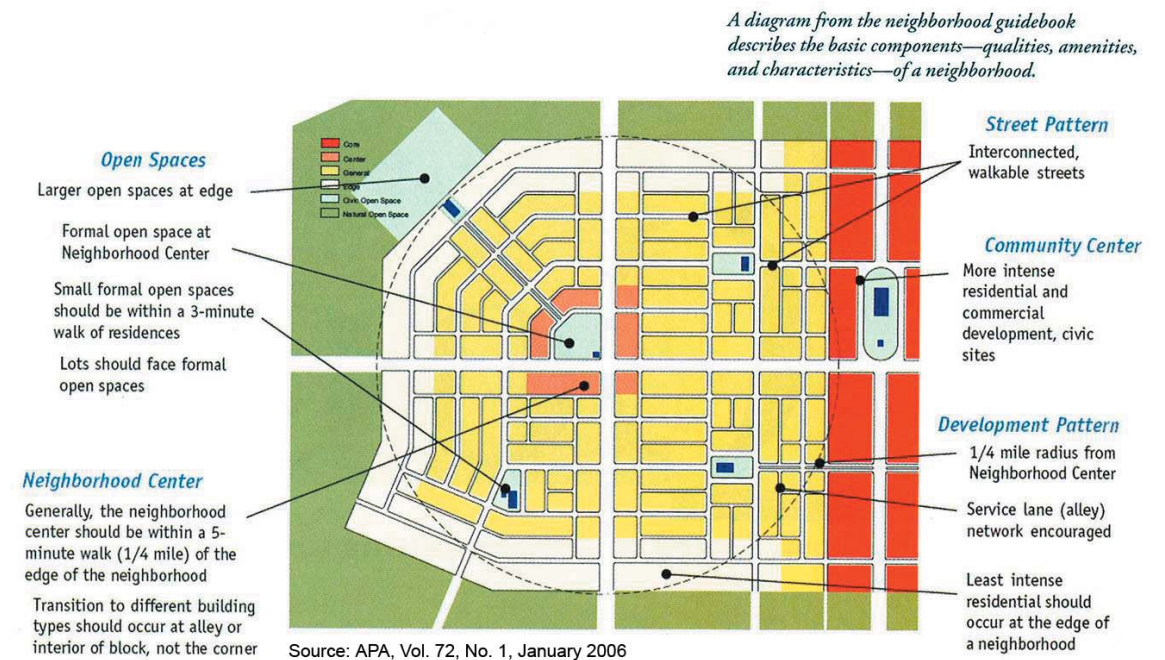 A diagram from the neighborhood guidebook
describes the basic components—qualities, amenities,
and characteristics—of a neighborhood.
Open Spaces
Larger open spaces at edge
Formal open space at
Neighborhood Center
Small formal open spaces
should be within a 3-minute
walk of residences
Lots should face formal
open spaces
Neighborhood Center
Generally, the neighborhood
center should be within a 5-
minute walk (1/4 mile) of the
edge of the neighborhood
Transition to different building
types should occur at alley or
interior of block, not the corner
Core
Center
General
Edge
Civic Open Space
Natural Open Space
Street Pattern
Interconnected,
walkable streets
Community Center
More intense
residential and
commercial
development, civic
sites
Development Pattern
1/4 mile radius from
Neighborhood Center
Service lane (alley)
network encouraged
Least intense
residential should
occur at the edge of
a neighborhood
Source: APA, Vol. 72, No. 1, January 2006